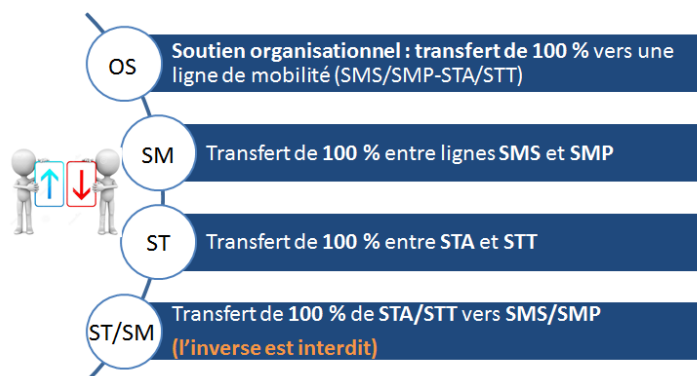 OS
Soutien organisationnel : transfert de 100 % vers une
ligne de mobilité (SMS/SMP-STA/STT)
SM
Transfert de 100 % entre lignes SMS et SMP
ST
Transfert de 100 % entre STA et STT
ST/SM
Transfert de 100 % de STA/STT vers SMS/SMP
(l'inverse est interdit)